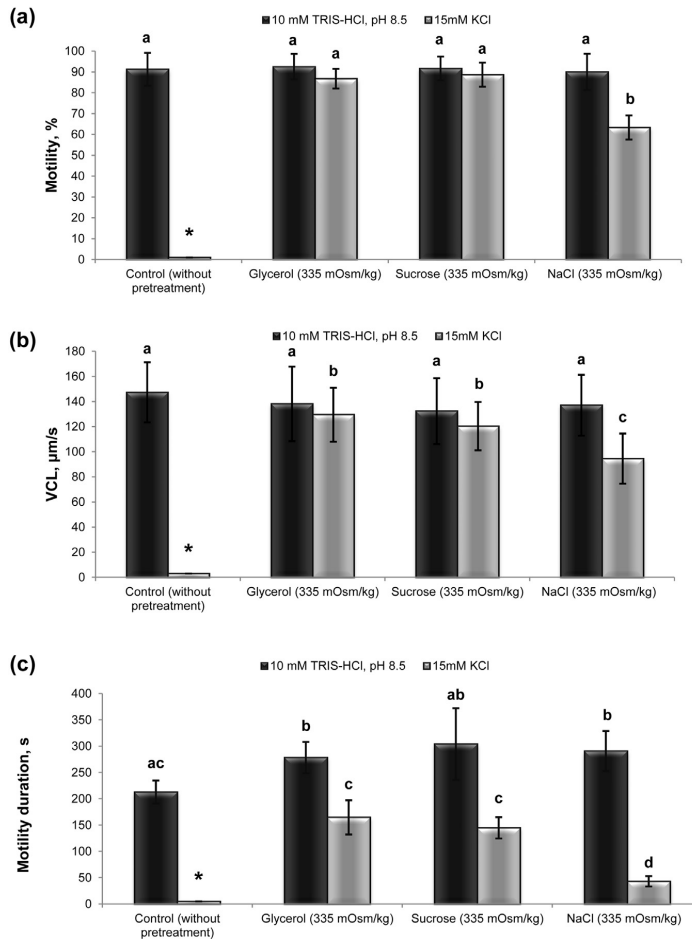 (a)
10 mM TRIS-HCl, pH 8.5 15mM KCl
Motility, %
100
90
80
70
60
50
40
30
20
10
0
a
*
a a
a a
a
b
Control (without pretreatment)
Glycerol (335 mOsm/kg)
Sucrose (335 mOsm/kg)
NaCl (335 mOsm/kg)
(b)
10 mM TRIS-HCl, pH 8.5 15mM KCl
VCL, µm/s
180
160
140
120
100
80
60
40
20
0
a
*
a
b
a
b
a
c
Control (without pretreatment)
Glycerol (335 mOsm/kg)
Sucrose (335 mOsm/kg)
NaCl (335 mOsm/kg)
(c)
10 mM TRIS-HCl, pH 8.5 15mM KCl
Motility duration, s
400
350
300
250
200
150
100
50
0
ac
*
b
c
ab
c
b
d
Control (without pretreatment)
Glycerol (335 mOsm/kg)
Sucrose (335 mOsm/kg)
NaCl (335 mOsm/kg)